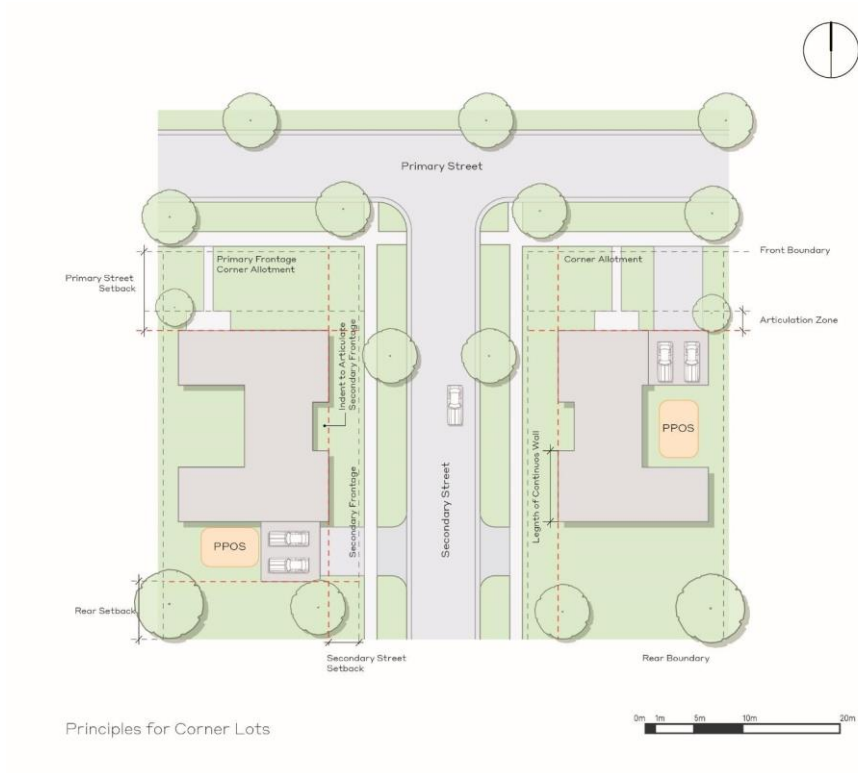 Primary Street
Primary Frontage
Corner Allotment
Corner Allotment
Front Boundary
Primary Street
Setback
Articulation Zone
Indent to Articulate
Secondary Frontage
PPOS
Secondary Frontage
Secondary Street
Legnth of Continuos Wall
PPOS
Rear Setback
Secondary Street
Setback
Rear Boundary
Principles for Corner Lots
0m 1m 5m 10m 20m